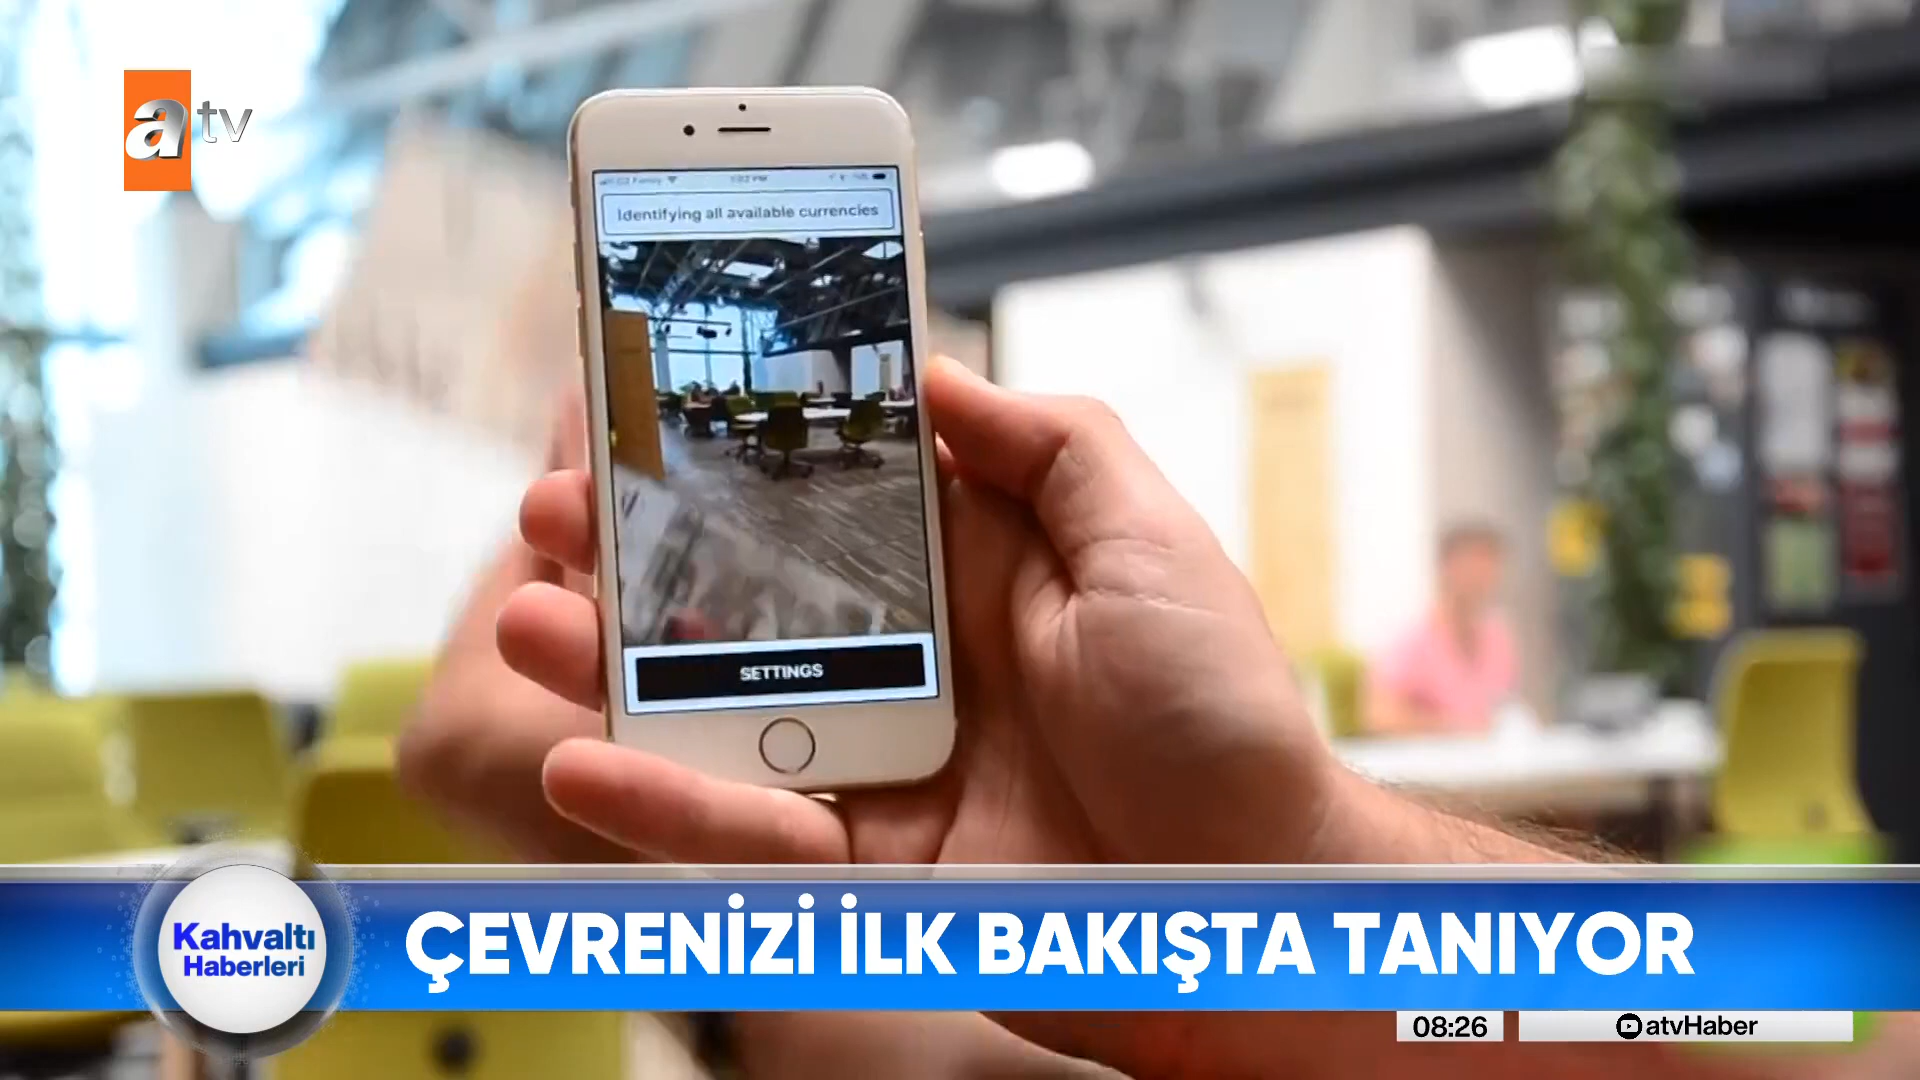 atv
Identifying all available currencies
SETTINGS
Kahvaltı
Haberleri
ÇEVRENİZİ İLK BAKIŞTA TANIYOR
08:26
atvHaber